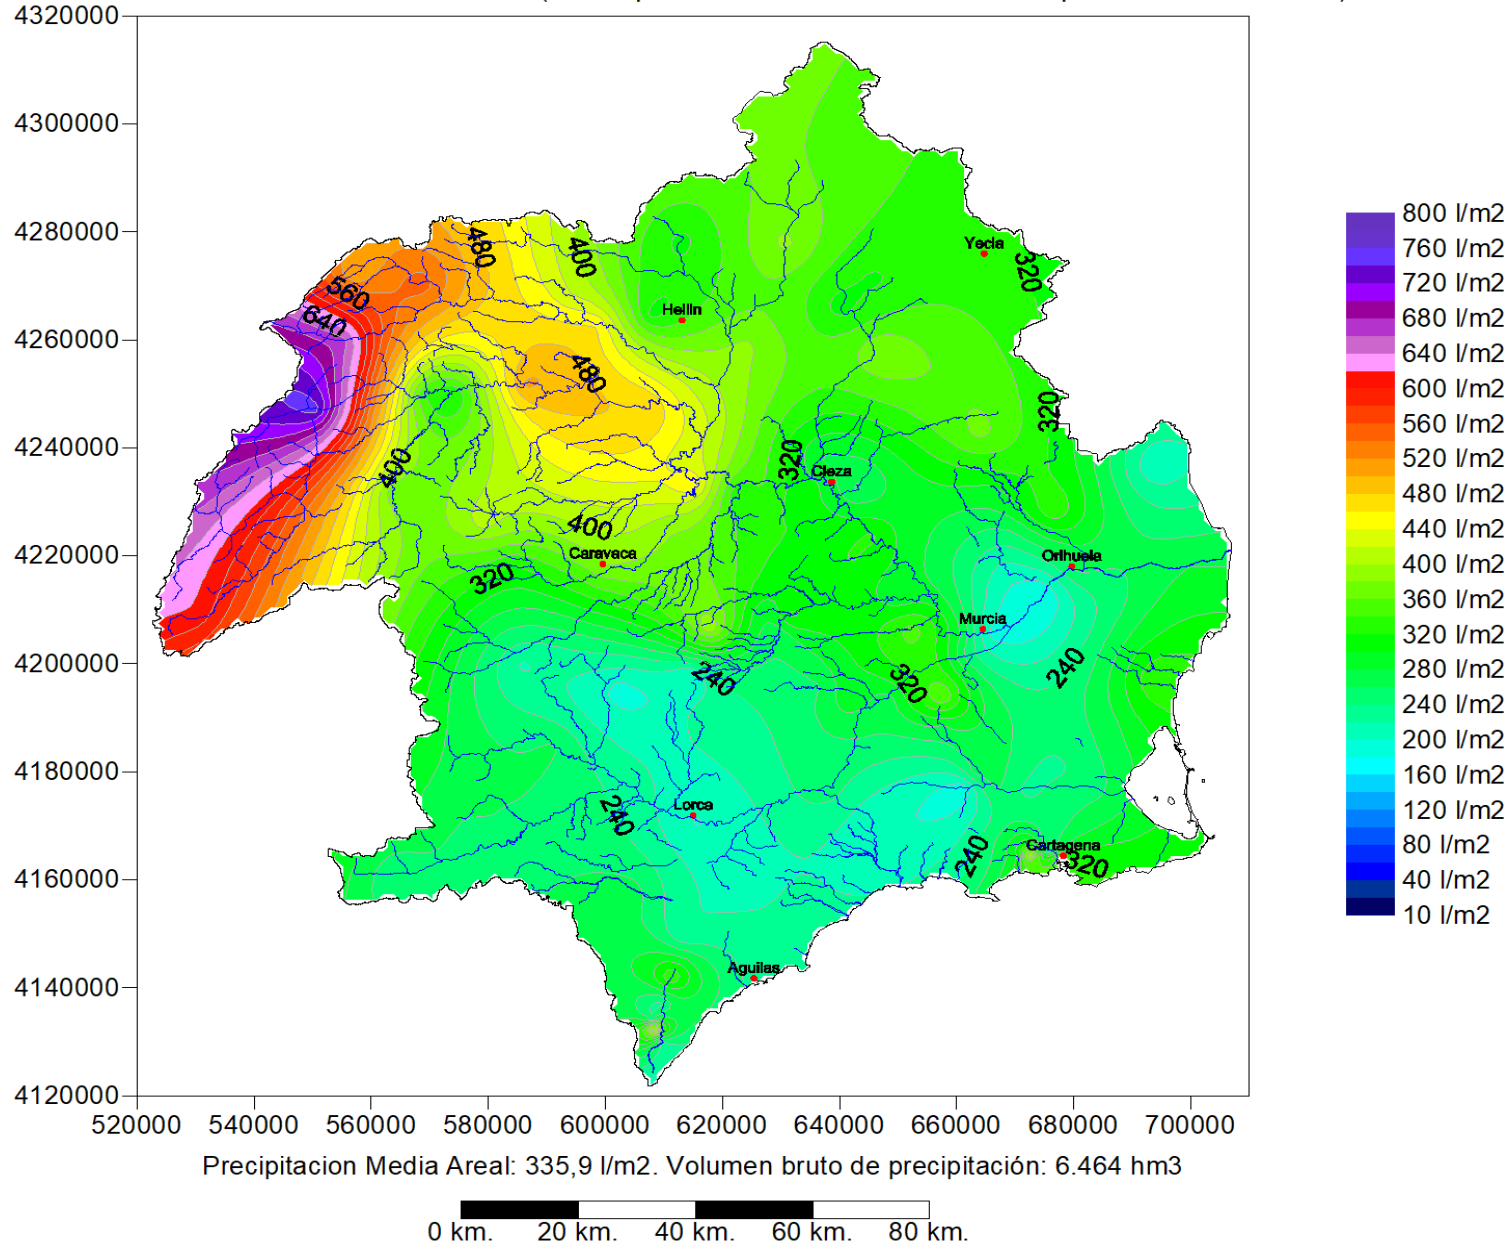 4320000
4300000
4280000
4260000
4240000
4220000
4200000
4180000
4160000
4140000
4120000
520000 540000 560000 580000 600000 620000 640000 660000 680000 700000
480
400
560
640
480
400
400
320
320
320
320
240
320
240
240
240
320
Yecla
Hellin
Cieza
Caravaca
Orihuela
Murcia
Lorca
Cartagena
Aguilas
800 l/m2
760 l/m2
720 l/m2
680 l/m2
640 l/m2
600 l/m2
560 l/m2
520 l/m2
480 l/m2
440 l/m2
400 l/m2
360 l/m2
320 l/m2
280 l/m2
240 l/m2
200 l/m2
160 l/m2
120 l/m2
80 l/m2
40 l/m2
10 l/m2
Precipitacion Media Areal: 335,9 l/m2. Volumen bruto de precipitación: 6.464 hm3
0 km. 20 km. 40 km. 60 km. 80 km.